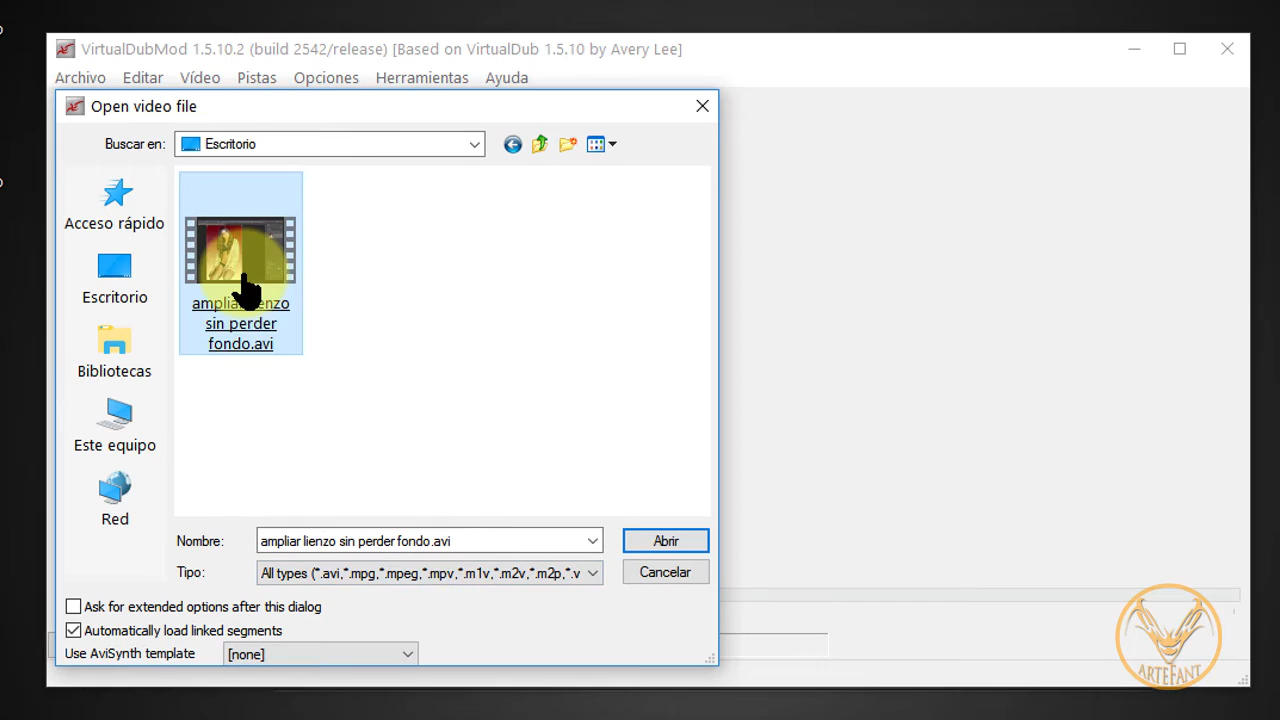 VirtualDubMod 1.5.10.2 (build 2542/release) [Based on VirtualDub 1.5.10 by Avery Lee]
Archivo Editar Vídeo Pistas Opciones Herramientas Ayuda
Open video file
Buscar en: Escritorio
Acceso rápido
Escritorio
Bibliotecas
Este equipo
Red
ampliar lienzo
sin perder
fondo.avi
Nombre: ampliar lienzo sin perder fondo.avi Abrir
Tipo: All types (*.avi,*.mpg,*.mpeg,*.mpv,*.m1v,*.m2v,*.m2p,*.v Cancelar
Ask for extended options after this dialog
Automatically load linked segments
Use AviSynth template [none]
ARTEFANT